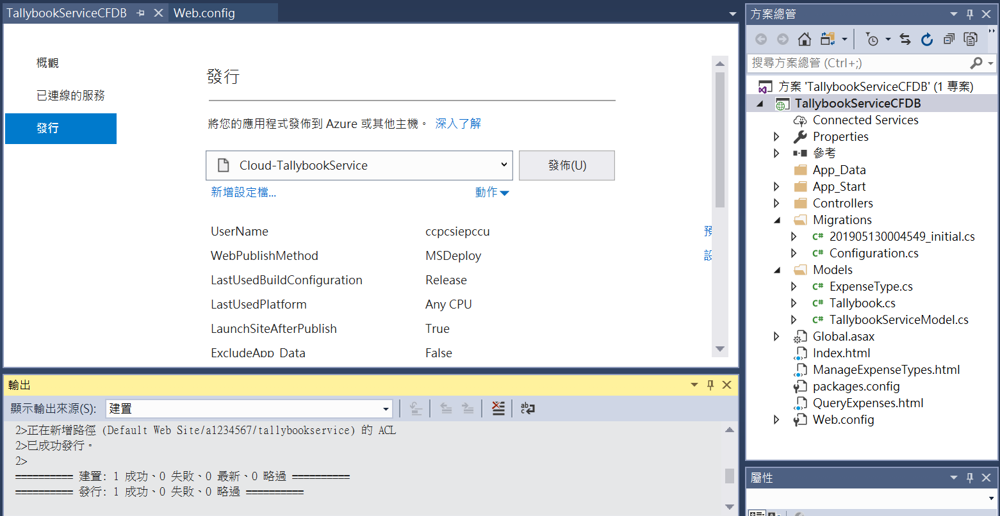 TallybookServiceCFDB
Web.config
概觀
已連線的服務
發行
發行
將您的應用程式發佈到 Azure 或其他主機。 深入了解
Cloud-TallybookService
發佈(U)
新增設定檔...
動作
UserName ccpcsiepccu
預
WebPublishMethod MSDeploy
設
LastUsedBuildConfiguration Release
LastUsedPlatform Any CPU
LaunchSiteAfterPublish True
ExcludeApp_Data False
輸出
顯示輸出來源(S): 建置
2>正在新增路徑 (Default Web Site/a1234567/tallybookservice) 的 ACL
2>已成功發行。
2>
========== 建置: 1 成功、0 失敗、0 最新、0 略過 ==========
========== 發行: 1 成功、0 失敗、0 略過 ==========
方案總管
搜尋方案總管 (Ctrl+;)
方案 'TallybookServiceCFDB' (1 專案)
TallybookServiceCFDB
Connected Services
Properties
參考
App_Data
App_Start
Controllers
Migrations
C# 201905130004549_initial.cs
C# Configuration.cs
Models
C# ExpenseType.cs
C# Tallybook.cs
C# TallybookServiceModel.cs
Global.asax
Index.html
ManageExpenseTypes.html
packages.config
QueryExpenses.html
Web.config
屬性